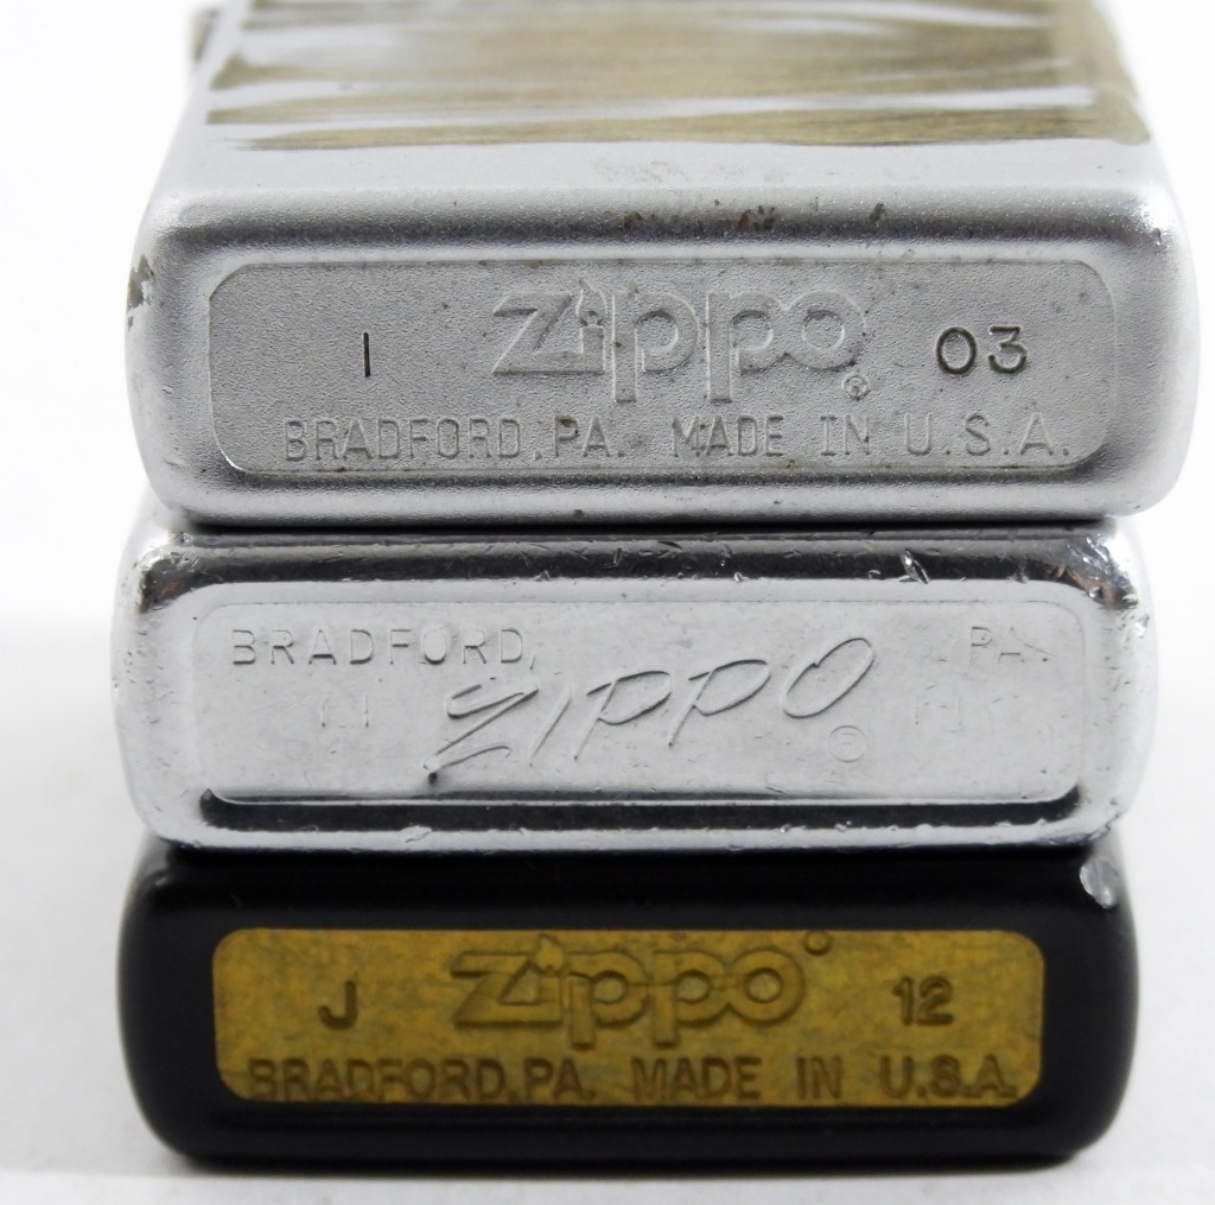 I zippo 03
®
BRADFORD, PA. MADE IN U.S.A.
BRADFORD, PA.
ZIPPO
®
J zippo 12
BRADFORD, PA. MADE IN U.S.A.